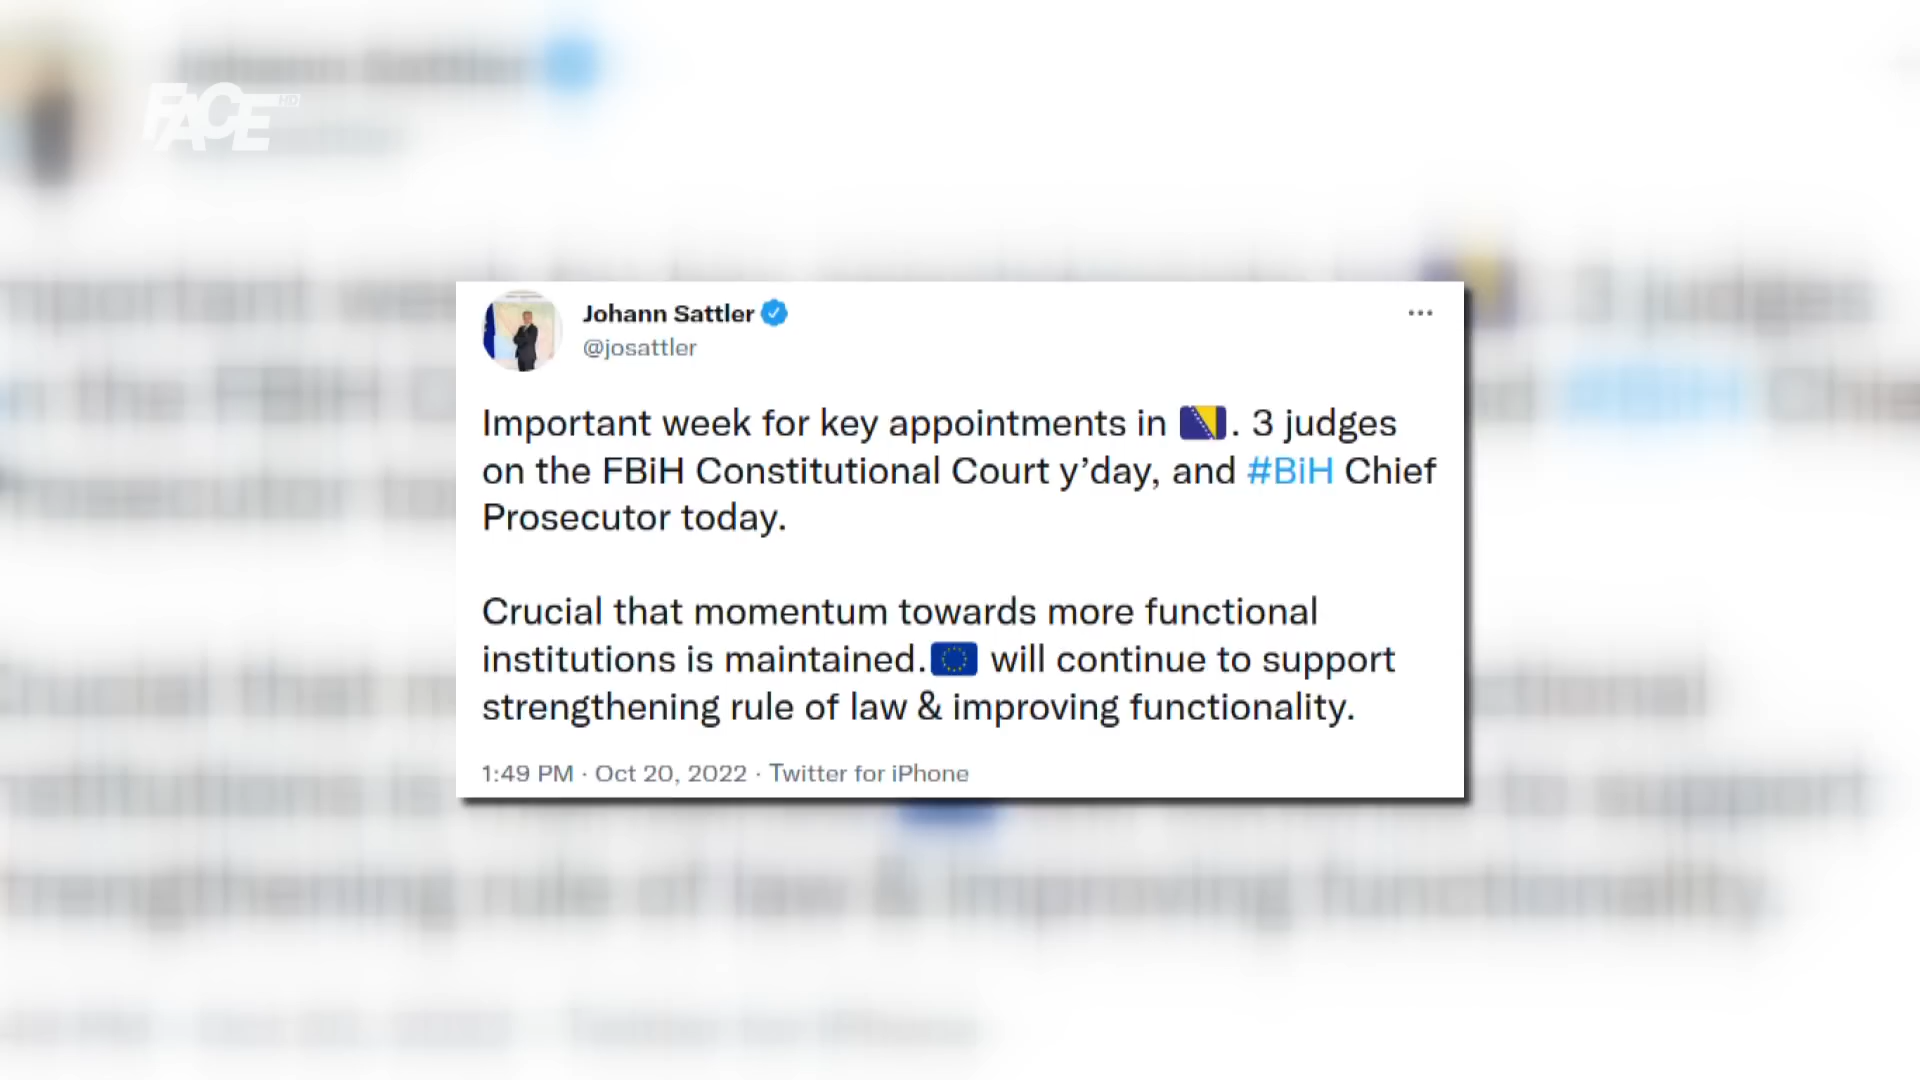 FACE HD
Johann Sattler
@josattler
Important week for key appointments in 🇧🇦. 3 judges
on the FBiH Constitutional Court y’day, and #BiH Chief
Prosecutor today.
Crucial that momentum towards more functional
institutions is maintained.🇪🇺 will continue to support
strengthening rule of law & improving functionality.
1:49 PM · Oct 20, 2022 · Twitter for iPhone